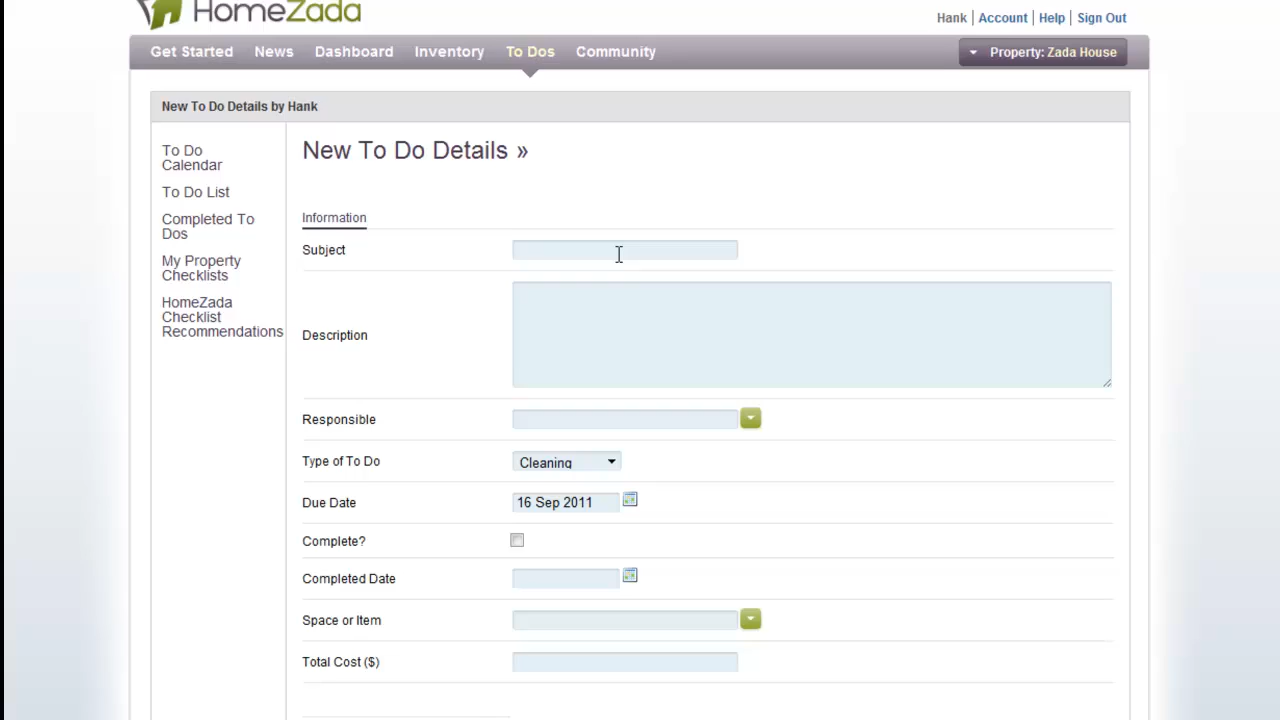 HomeZada
Hank | Account | Help | Sign Out
Get Started News Dashboard Inventory To Dos Community Property: Zada House
New To Do Details by Hank
To Do
Calendar
To Do List
Completed To
Dos
My Property
Checklists
HomeZada
Checklist
Recommendations
New To Do Details »
Information
Subject
Description
Responsible
Type of To Do Cleaning
Due Date 16 Sep 2011
Complete?
Completed Date
Space or Item
Total Cost ($)